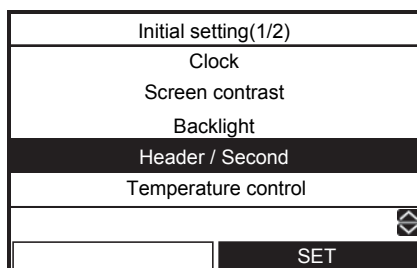 Initial setting(1/2)
Clock
Screen contrast
Backlight
Header / Second
Temperature control
SET